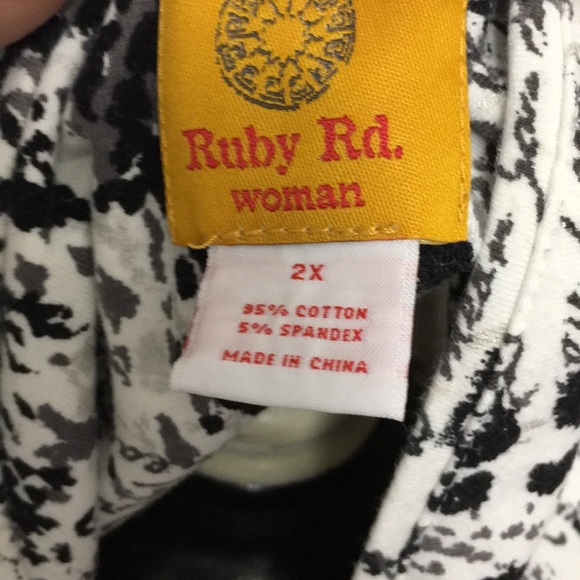 Ruby Rd.
woman
2X
95% COTTON
5% SPANDEX
MADE IN CHINA